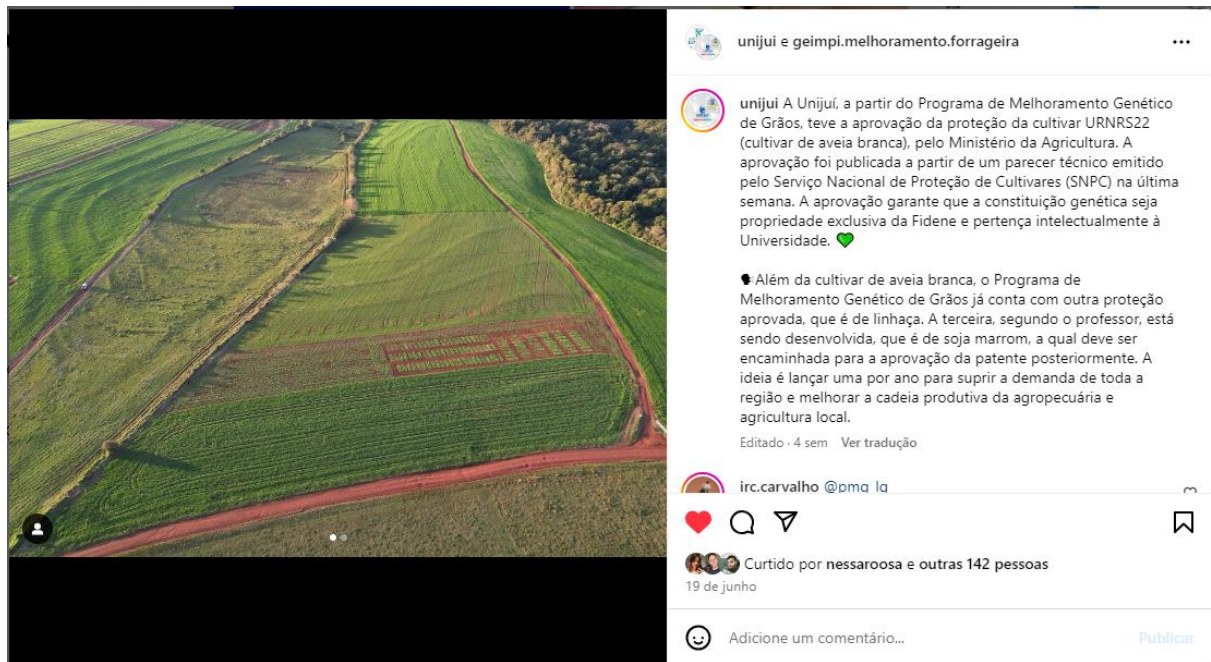 unijui e geimpi.melhoramento.forrageira
unijui A Unijuí, a partir do Programa de Melhoramento Genético
de Grãos, teve a aprovação da proteção da cultivar URNRS22
(cultivar de aveia branca), pelo Ministério da Agricultura. A
aprovação foi publicada a partir de um parecer técnico emitido
pelo Serviço Nacional de Proteção de Cultivares (SNPC) na última
semana. A aprovação garante que a constituição genética seja
propriedade exclusiva da Fidene e pertença intelectualmente à
Universidade. 💚
🗣Além da cultivar de aveia branca, o Programa de
Melhoramento Genético de Grãos já conta com outra proteção
aprovada, que é de linhaça. A terceira, segundo o professor, está
sendo desenvolvida, que é de soja marrom, a qual deve ser
encaminhada para a aprovação da patente posteriormente. A
ideia é lançar uma por ano para suprir a demanda de toda a
região e melhorar a cadeia produtiva da agropecuária e
agricultura local.
Editado · 4 sem Ver tradução
irc.carvalho @pmg_lg
Curtido por nessaroosa e outras 142 pessoas
19 de junho
Adicione um comentário...
Publicar